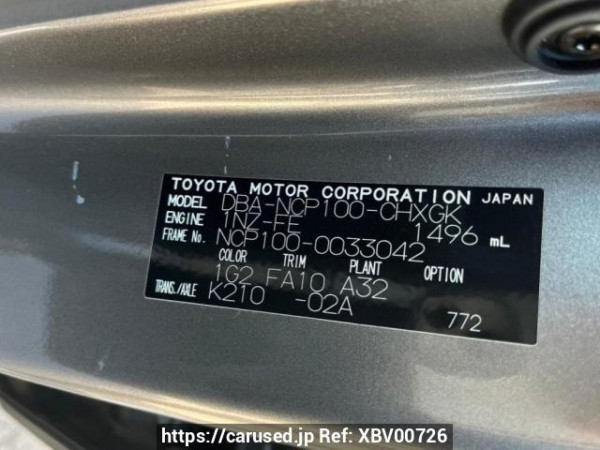 TOYOTA MOTOR CORPORATION JAPAN
MODEL DBA-NCP100-CHXGK
ENGINE 1NZ-FE 1496 mL
FRAME No. NCP100-0033042
COLOR TRIM PLANT OPTION
1G2 FA10 A32
TRANS./AXLE K210 -02A
772
https://carused.jp Ref: XBV00726